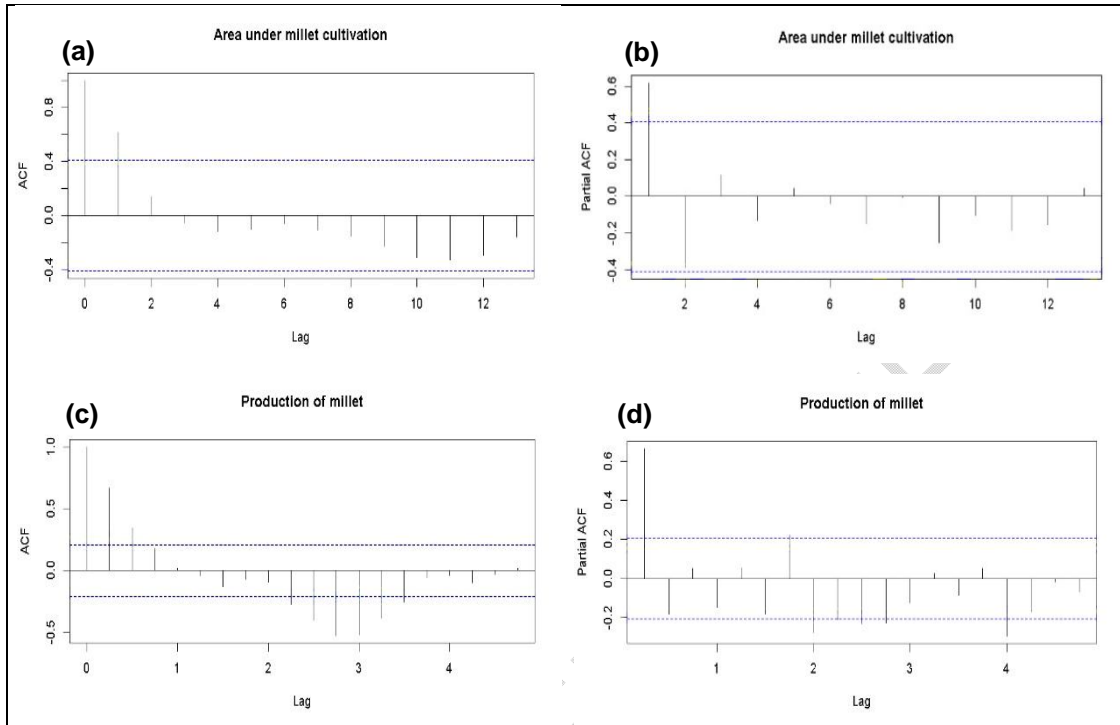 (a)
Area under millet cultivation
ACF
0.8
0.4
0.0
-0.4
0 2 4 6 8 10 12
Lag
(b)
Area under millet cultivation
Partial ACF
0.6
0.4
0.2
0.0
-0.2
-0.4
2 4 6 8 10 12
Lag
(c)
Production of millet
ACF
1.0
0.5
0.0
-0.5
0 1 2 3 4
Lag
(d)
Production of millet
Partial ACF
0.6
0.4
0.2
0.0
-0.2
1 2 3 4
Lag